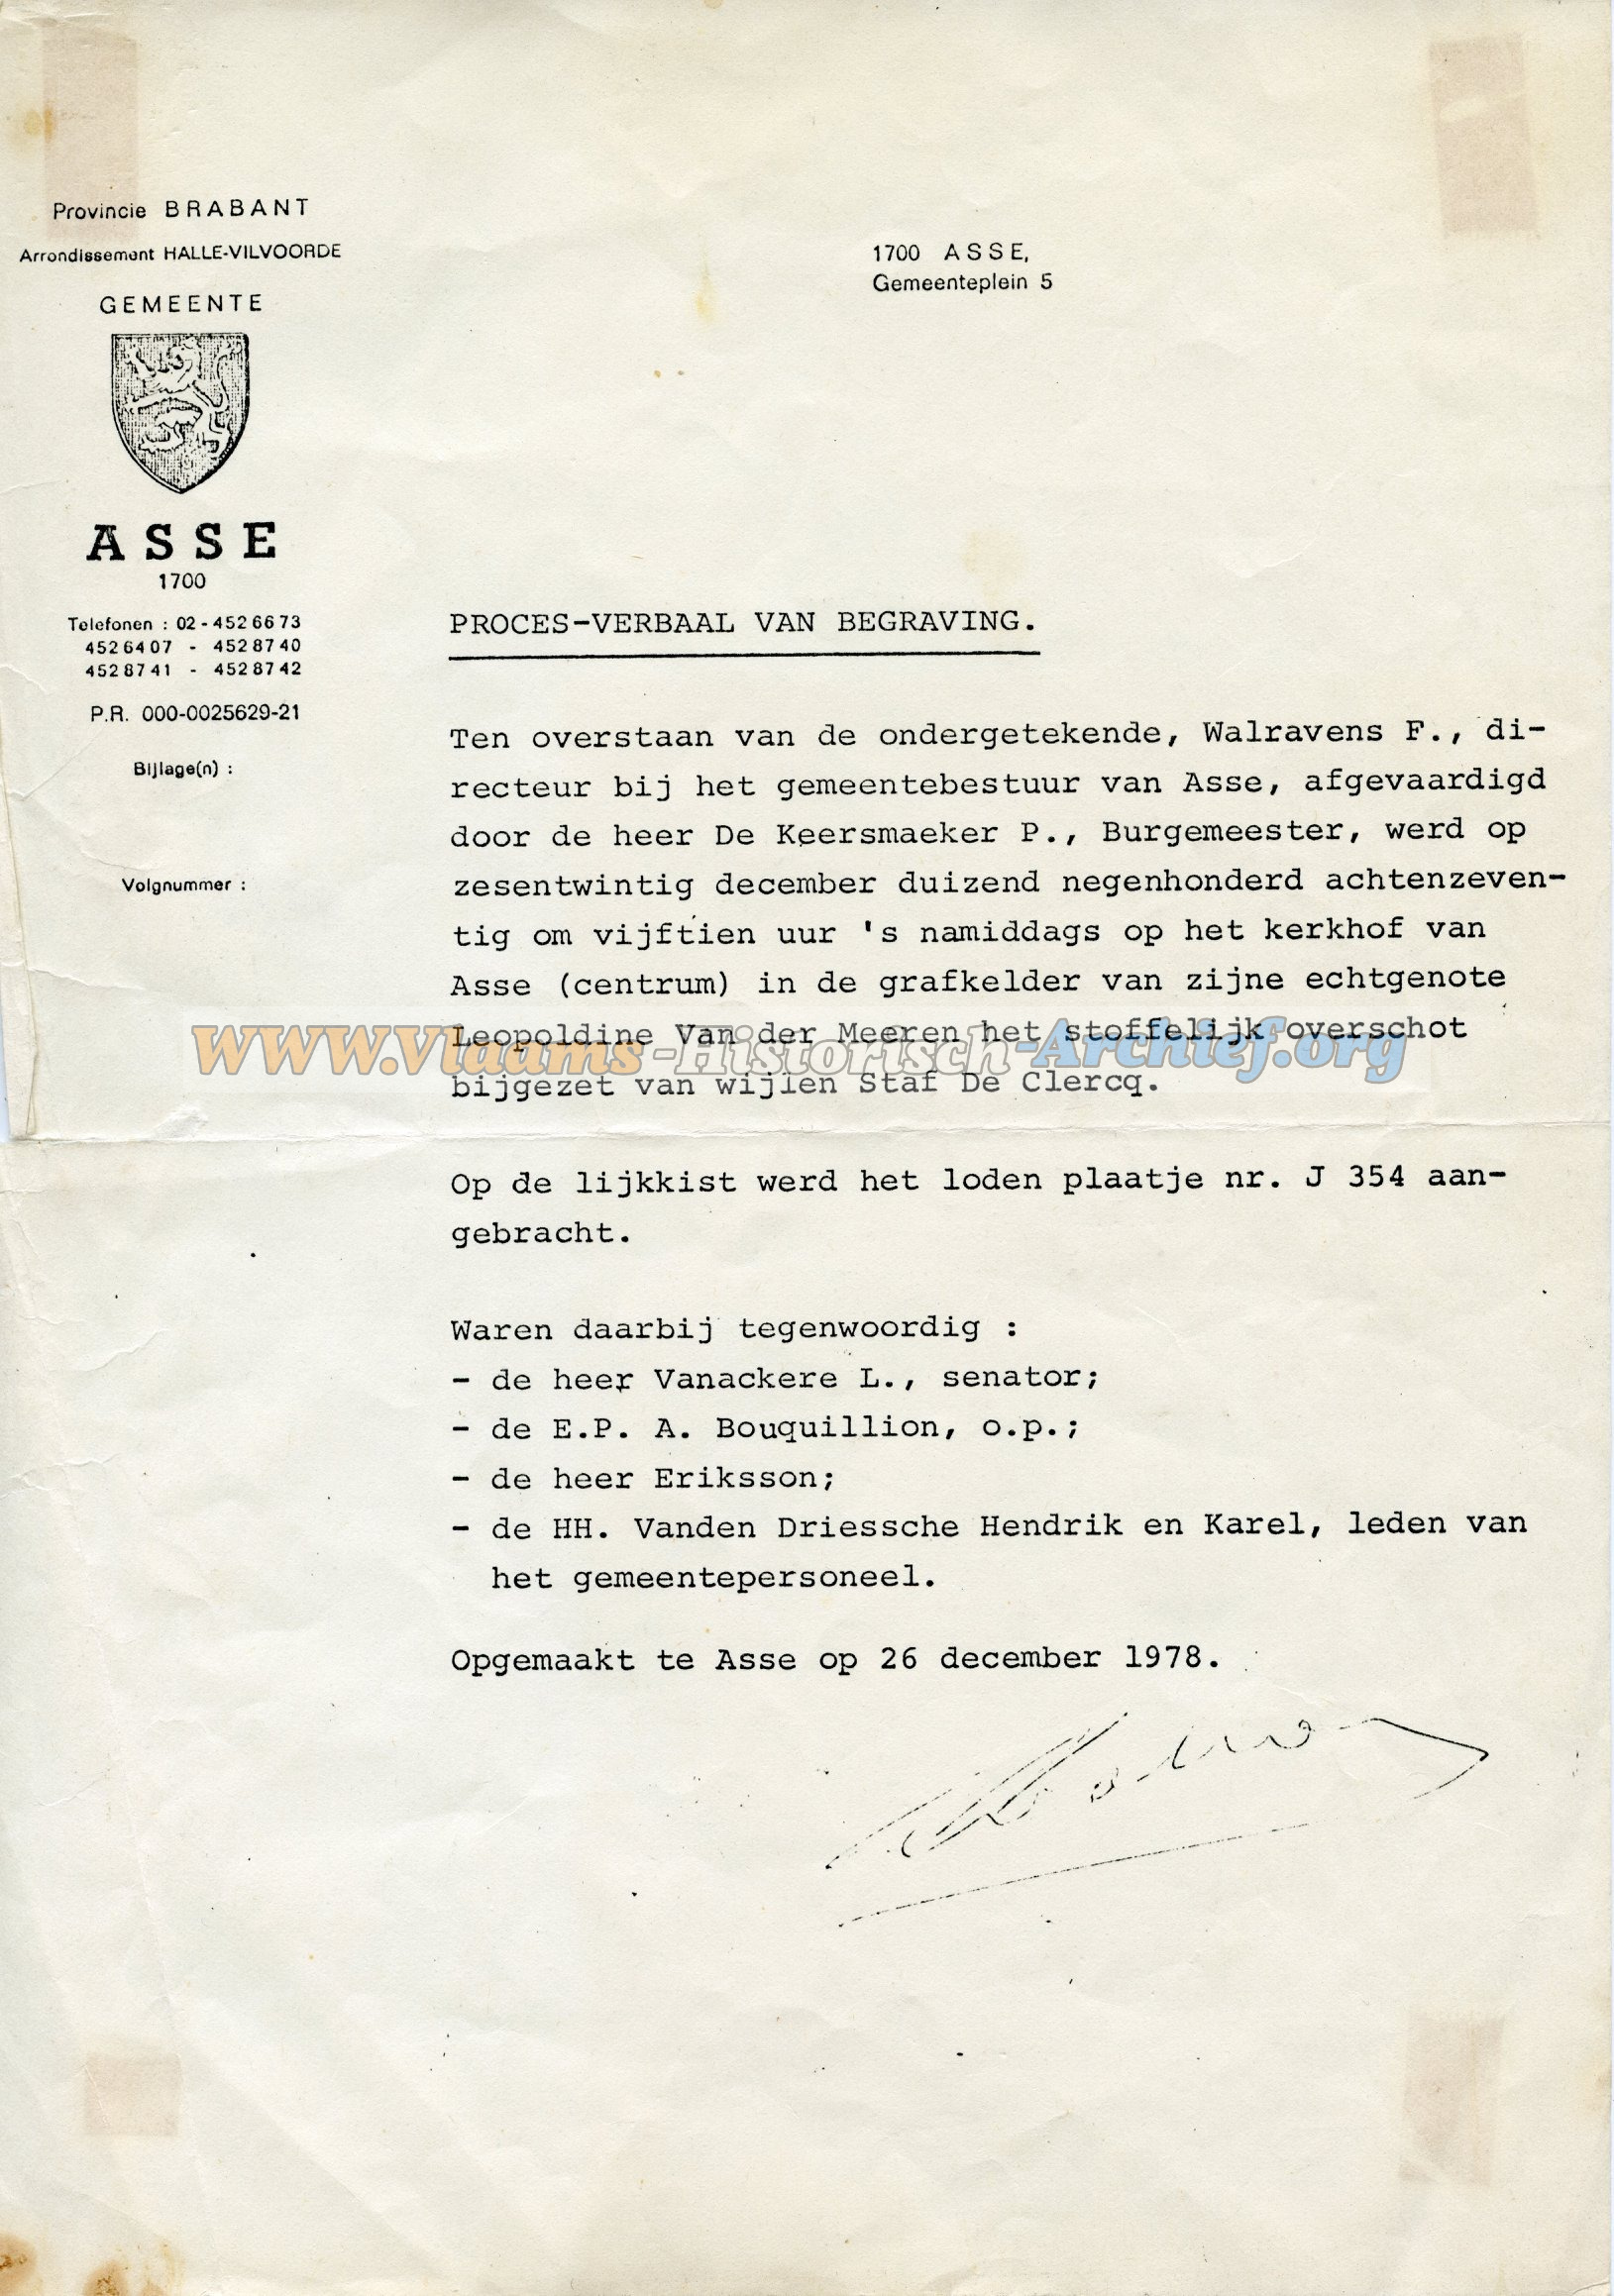 Provincie BRABANT
Arrondissement HALLE-VILVOORDE
GEMEENTE
ASSE
1700
Telefonen : 02 - 452 66 73
452 64 07 - 452 87 40
452 87 41 - 452 87 42
P.R. 000-0025629-21
Bijlage(n) :
Volgnummer :
1700 ASSE,
Gemeenteplein 5
PROCES-VERBAAL VAN BEGRAVING.
Ten overstaan van de ondergetekende, Walravens F., di-
recteur bij het gemeentebestuur van Asse, afgevaardigd
door de heer De Keersmaeker P., Burgemeester, werd op
zesentwintig december duizend negenhonderd achtenzeven-
tig om vijftien uur 's namiddags op het kerkhof van
Asse (centrum) in de grafkelder van zijne echtgenote
Leopoldine Van der Meeren het stoffelijk overschot
www.Vlaams-Historisch-Archief.org
bijgezet van wijlen Staf De Clercq.
Op de lijkkist werd het loden plaatje nr. J 354 aan-
gebracht.
Waren daarbij tegenwoordig :
- de heer Vanackere L., senator;
- de E.P. A. Bouquillion, o.p.;
- de heer Eriksson;
- de HH. Vanden Driessche Hendrik en Karel, leden van
het gemeentepersoneel.
Opgemaakt te Asse op 26 december 1978.